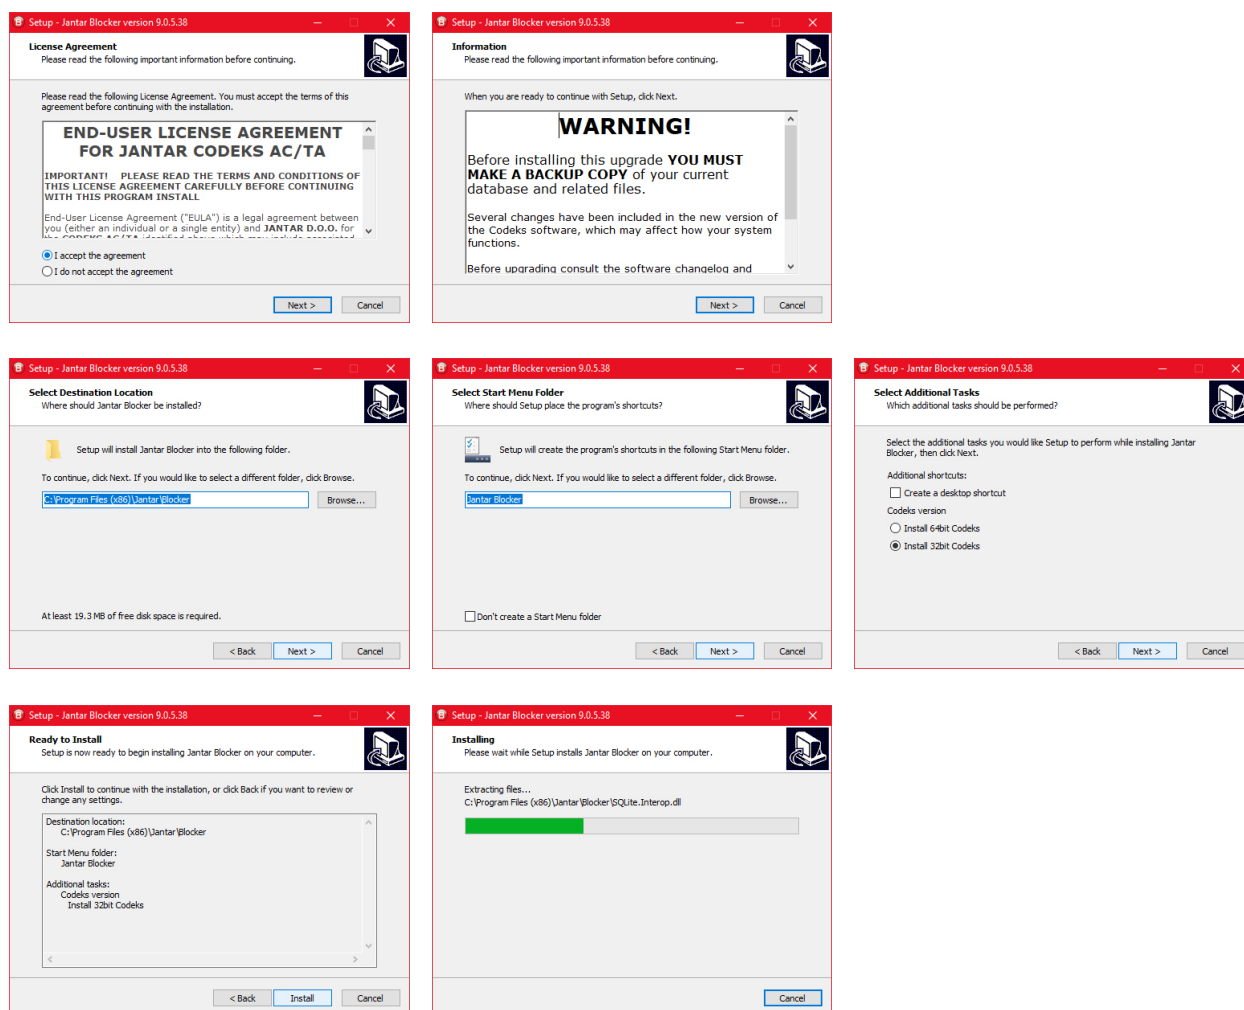 Setup - Jantar Blocker version 9.0.5.38
License Agreement
Please read the following important information before continuing.
Please read the following License Agreement. You must accept the terms of this
agreement before continuing with the installation.
END-USER LICENSE AGREEMENT
FOR JANTAR CODEKS AC/TA
IMPORTANT! PLEASE READ THE TERMS AND CONDITIONS OF
THIS LICENSE AGREEMENT CAREFULLY BEFORE CONTINUING
WITH THIS PROGRAM INSTALL
End-User License Agreement ("EULA") is a legal agreement between
you (either an individual or a single entity) and JANTAR D.O.O. for
the CODEKS AC/TA identified above which may include associated
I accept the agreement
I do not accept the agreement
Next >
Cancel
Setup - Jantar Blocker version 9.0.5.38
Information
Please read the following important information before continuing.
When you are ready to continue with Setup, click Next.
WARNING!
Before installing this upgrade YOU MUST
MAKE A BACKUP COPY of your current
database and related files.
Several changes have been included in the new version of
the Codeks software, which may affect how your system
functions.
Before upgrading consult the software changelog and
Next >
Cancel
Setup - Jantar Blocker version 9.0.5.38
Select Destination Location
Where should Jantar Blocker be installed?
Setup will install Jantar Blocker into the following folder.
To continue, click Next. If you would like to select a different folder, click Browse.
C:\Program Files (x86)\Jantar\Blocker
Browse...
At least 19.3 MB of free disk space is required.
< Back
Next >
Cancel
Setup - Jantar Blocker version 9.0.5.38
Select Start Menu Folder
Where should Setup place the program's shortcuts?
Setup will create the program's shortcuts in the following Start Menu folder.
To continue, click Next. If you would like to select a different folder, click Browse.
Jantar Blocker
Browse...
Don't create a Start Menu folder
< Back
Next >
Cancel
Setup - Jantar Blocker version 9.0.5.38
Select Additional Tasks
Which additional tasks should be performed?
Select the additional tasks you would like Setup to perform while installing Jantar
Blocker, then click Next.
Additional shortcuts:
Create a desktop shortcut
Codeks version
Install 64bit Codeks
Install 32bit Codeks
< Back
Next >
Cancel
Setup - Jantar Blocker version 9.0.5.38
Ready to Install
Setup is now ready to begin installing Jantar Blocker on your computer.
Click Install to continue with the installation, or click Back if you want to review or
change any settings.
Destination location:
C:\Program Files (x86)\Jantar\Blocker
Start Menu folder:
Jantar Blocker
Additional tasks:
Codeks version
Install 32bit Codeks
< Back
Install
Cancel
Setup - Jantar Blocker version 9.0.5.38
Installing
Please wait while Setup installs Jantar Blocker on your computer.
Extracting files...
C:\Program Files (x86)\Jantar\Blocker\SQLite.Interop.dll
Cancel